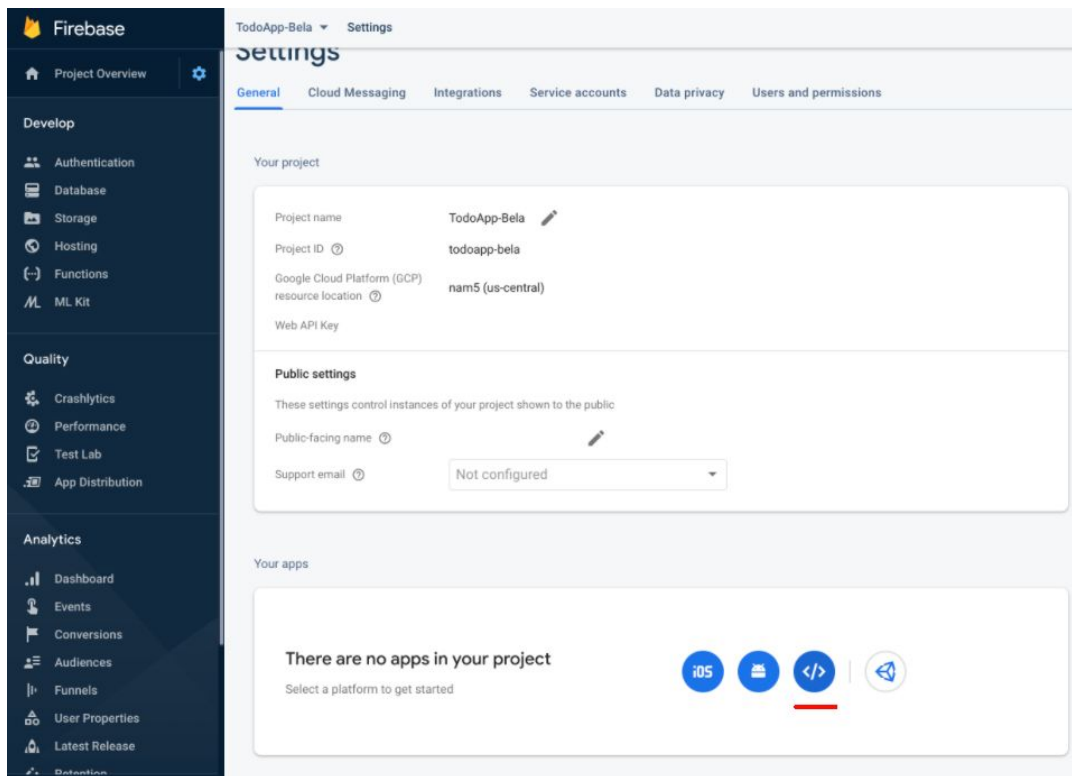 Firebase
TodoApp-Bela Settings
Settings
Project Overview
General Cloud Messaging Integrations Service accounts Data privacy Users and permissions
Develop
Authentication
Database
Storage
Hosting
Functions
ML Kit
Quality
Crashlytics
Performance
Test Lab
App Distribution
Analytics
Dashboard
Events
Conversions
Audiences
Funnels
User Properties
Latest Release
Retention
Your project
Project name TodoApp-Bela
Project ID todoapp-bela
Google Cloud Platform (GCP)
resource location nam5 (us-central)
Web API Key
Public settings
These settings control instances of your project shown to the public
Public-facing name
Support email Not configured
Your apps
There are no apps in your project
Select a platform to get started
iOS </>